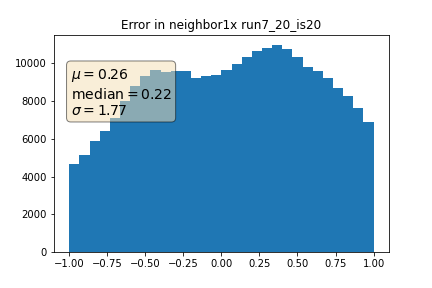 Error in neighbor1x run7_20_is20
μ = 0.26
median = 0.22
σ = 1.77
10000
8000
6000
4000
2000
0
−1.00 −0.75 −0.50 −0.25 0.00 0.25 0.50 0.75 1.00